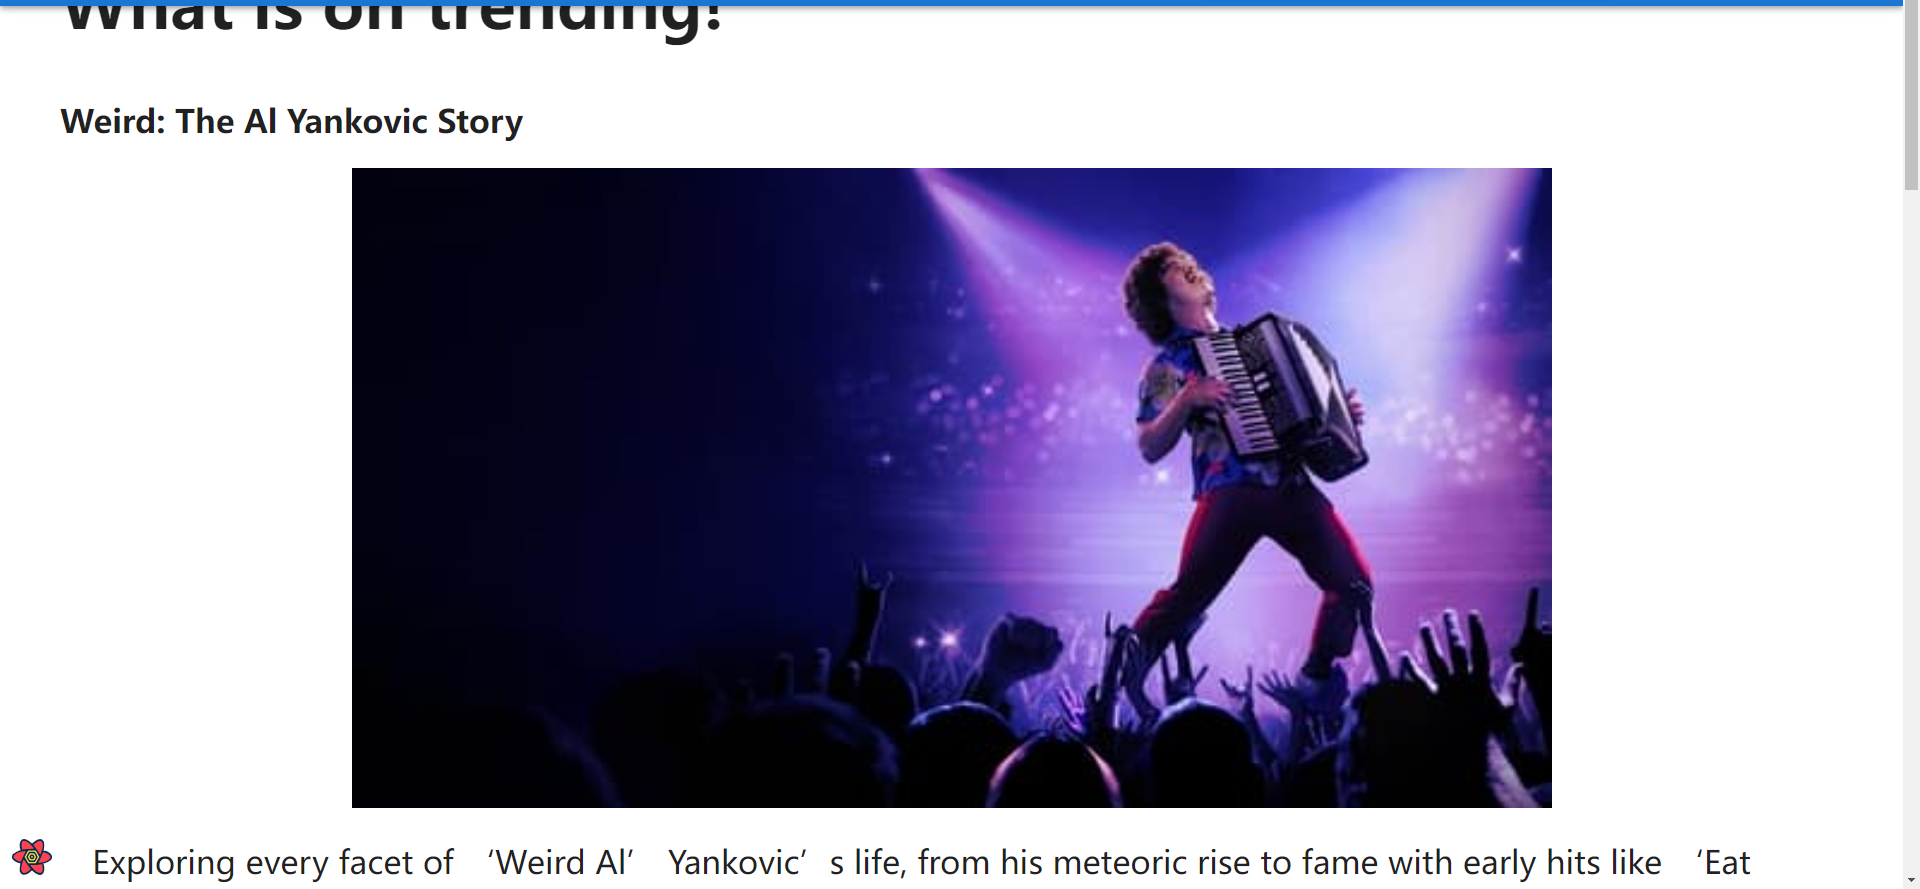 What is on trending!
Weird: The Al Yankovic Story
Exploring every facet of ‘Weird Al’ Yankovic’s life, from his meteoric rise to fame with early hits like ‘Eat